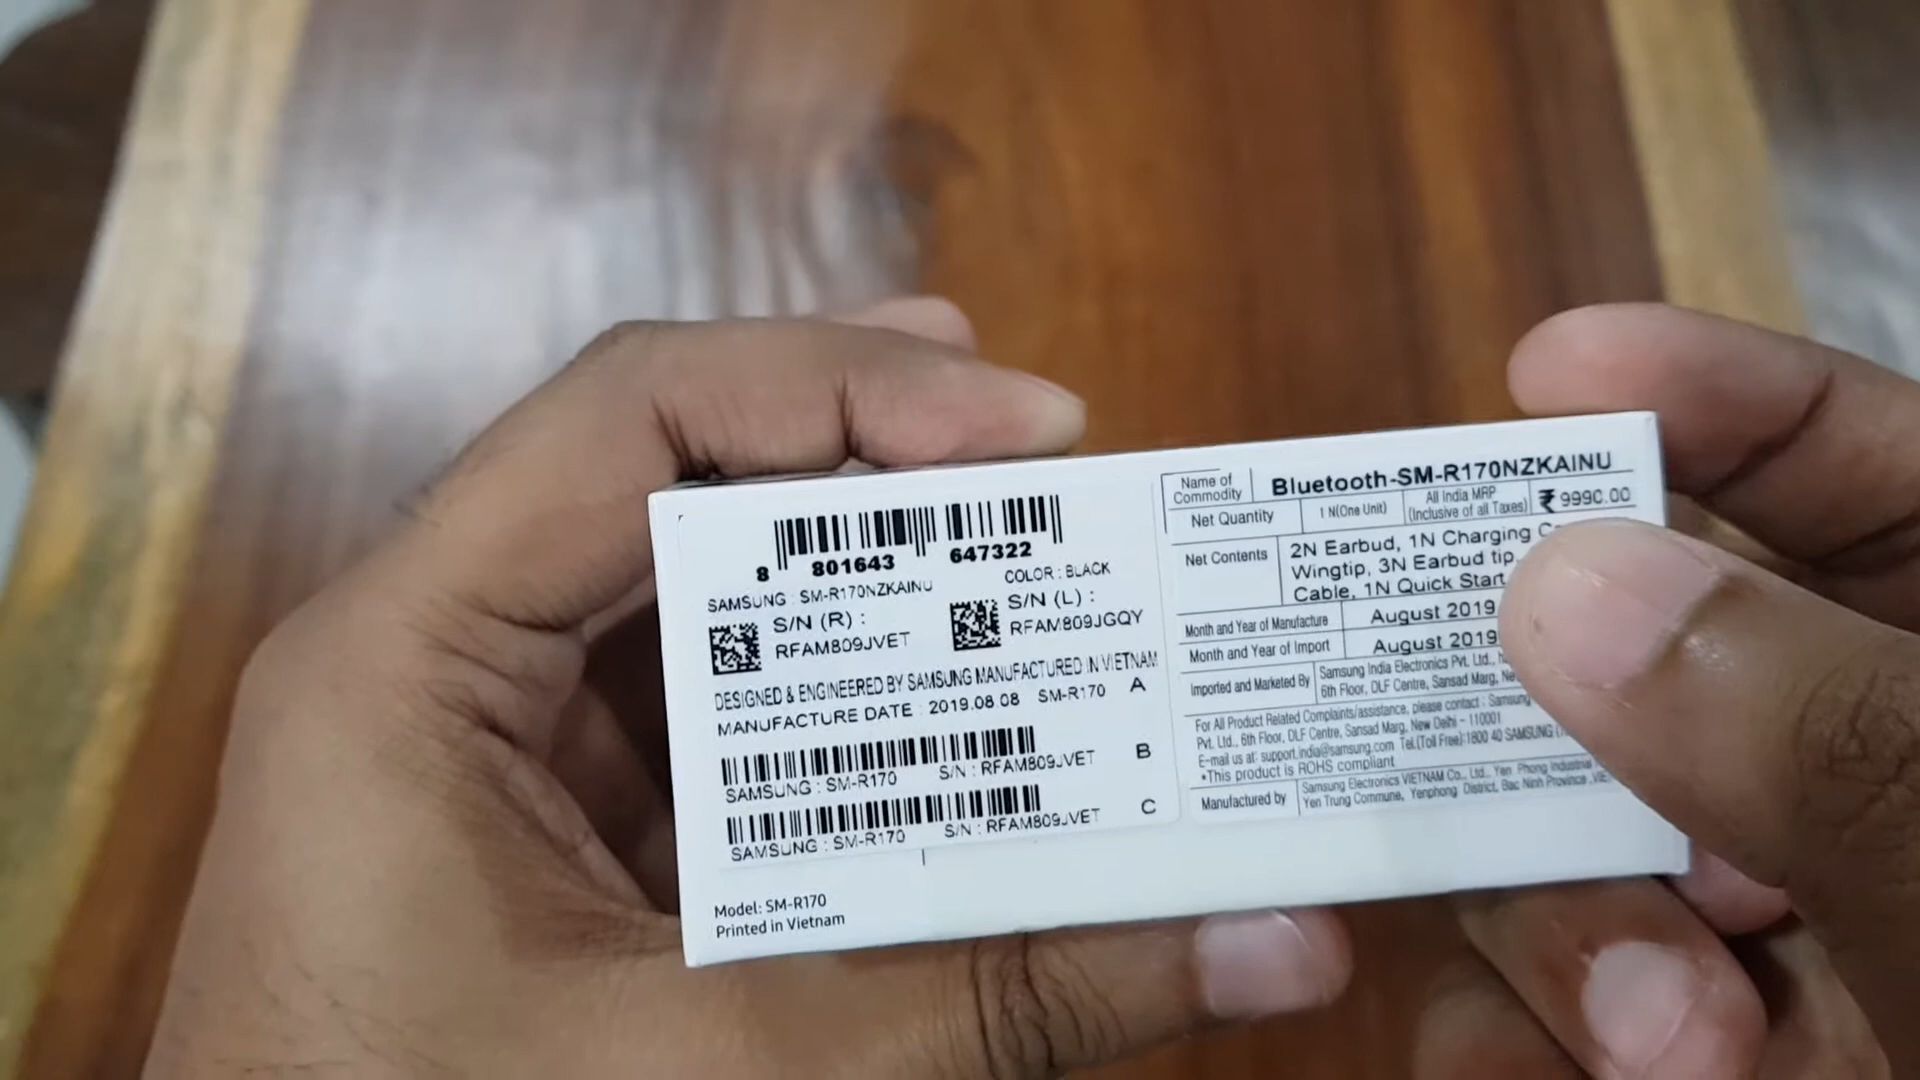 8 801643 647322
SAMSUNG : SM-R170NZKAINU
COLOR : BLACK
S/N (R) :
RFAM809JVET
S/N (L) :
RFAM809JGQY
DESIGNED & ENGINEERED BY SAMSUNG MANUFACTURED IN VIETNAM
MANUFACTURE DATE : 2019.08.08 SM-R170 A
SAMSUNG : SM-R170 S/N : RFAM809JVET B
SAMSUNG : SM-R170 S/N : RFAM809JVET C
Model: SM-R170
Printed in Vietnam
Name of Commodity Bluetooth-SM-R170NZKAINU
Net Quantity 1 N(One Unit) All India MRP (Inclusive of all Taxes) ₹ 9990.00
Net Contents 2N Earbud, 1N Charging
Wingtip, 3N Earbud tip,
Cable, 1N Quick Start
Month and Year of Manufacture August 2019
Month and Year of Import August 2019
Imported and Marketed By Samsung India Electronics Pvt. Ltd.,
6th Floor, DLF Centre, Sansad Marg,
For All Product Related Complaints/assistance, please contact : Samsung
Pvt. Ltd., 6th Floor, DLF Centre, Sansad Marg, New Delhi - 110001
E-mail us at: support.india@samsung.com Tel.(Toll Free):1800 40 SAMSUNG
*This product is ROHS compliant
Manufactured by Samsung Electronics VIETNAM Co., Ltd., Yen Phong Industrial
Yen Trung Commune, Yenphong District, Bac Ninh Province